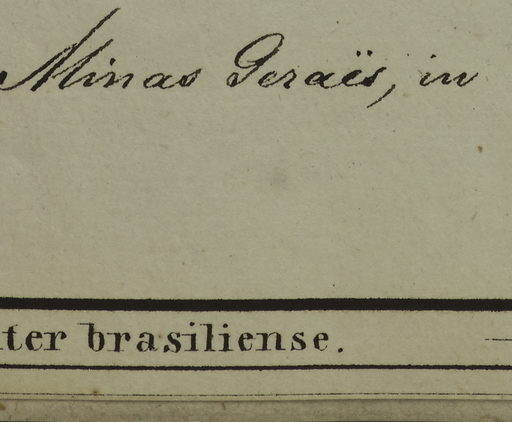 Minas Geraës, in
ter brasiliense.